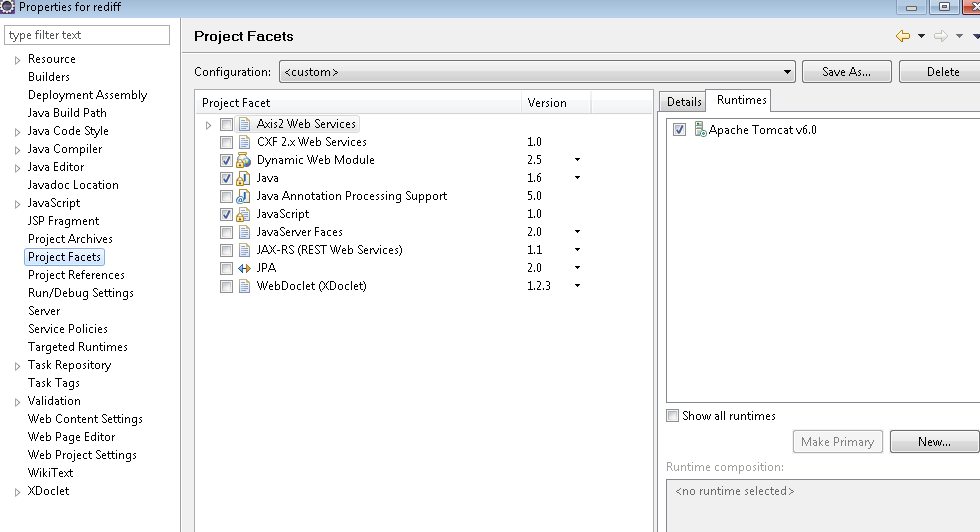 Properties for rediff
type filter text
Resource
Builders
Deployment Assembly
Java Build Path
Java Code Style
Java Compiler
Java Editor
Javadoc Location
JavaScript
JSP Fragment
Project Archives
Project Facets
Project References
Run/Debug Settings
Server
Service Policies
Targeted Runtimes
Task Repository
Task Tags
Validation
Web Content Settings
Web Page Editor
Web Project Settings
WikiText
XDoclet
Project Facets
Configuration: <custom> Save As... Delete
Project Facet Version
Axis2 Web Services
CXF 2.x Web Services 1.0
Dynamic Web Module 2.5
Java 1.6
Java Annotation Processing Support 5.0
JavaScript 1.0
JavaServer Faces 2.0
JAX-RS (REST Web Services) 1.1
JPA 2.0
WebDoclet (XDoclet) 1.2.3
Details Runtimes
Apache Tomcat v6.0
Show all runtimes
Make Primary New...
Runtime composition:
<no runtime selected>